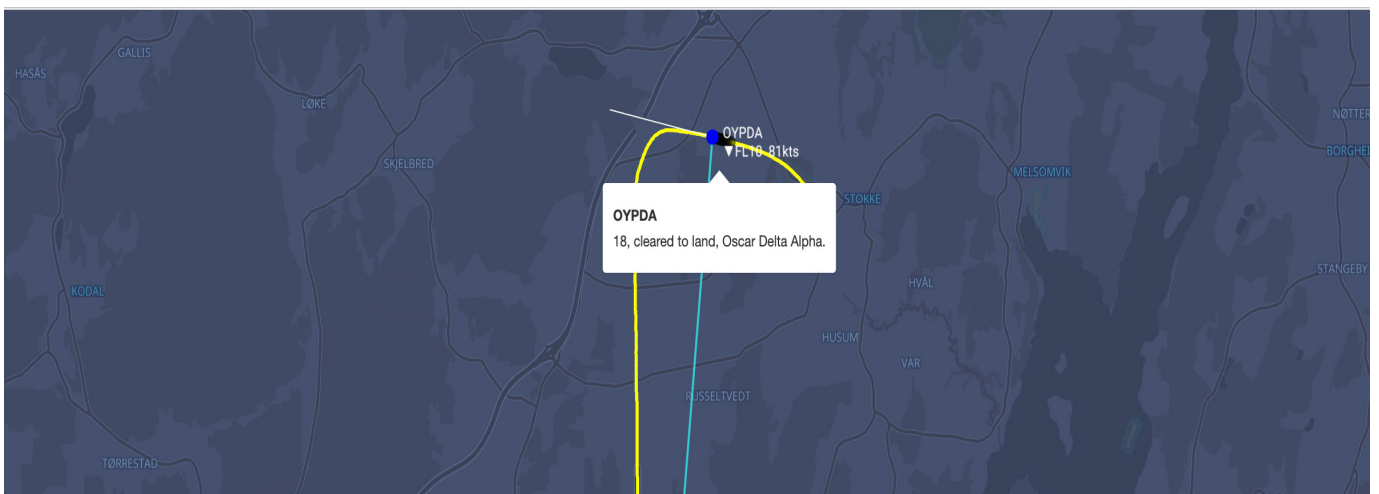 GALLIS
HASÅS
LØKE
NØTTER
OYPDA
▼FL10 81kts
BORGHEI
SKJELBRED
MELSOMVIK
STOKKE
OYPDA
18, cleared to land, Oscar Delta Alpha.
STANGEBY
HVÅL
KODAL
HUSUM
VAR
RUSSELTVEDT
TØRRESTAD